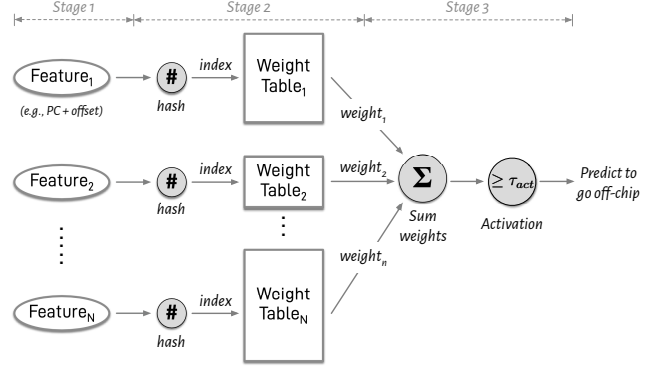 Stage 1
Stage 2
Stage 3
Feature1
(e.g., PC + offset)
#
hash
index
Weight
Table1
weight1
Feature2
#
hash
index
Weight
Table2
weight2
Σ
Sum
weights
≥ τact
Activation
Predict to
go off-chip
FeatureN
#
hash
index
Weight
TableN
weightn